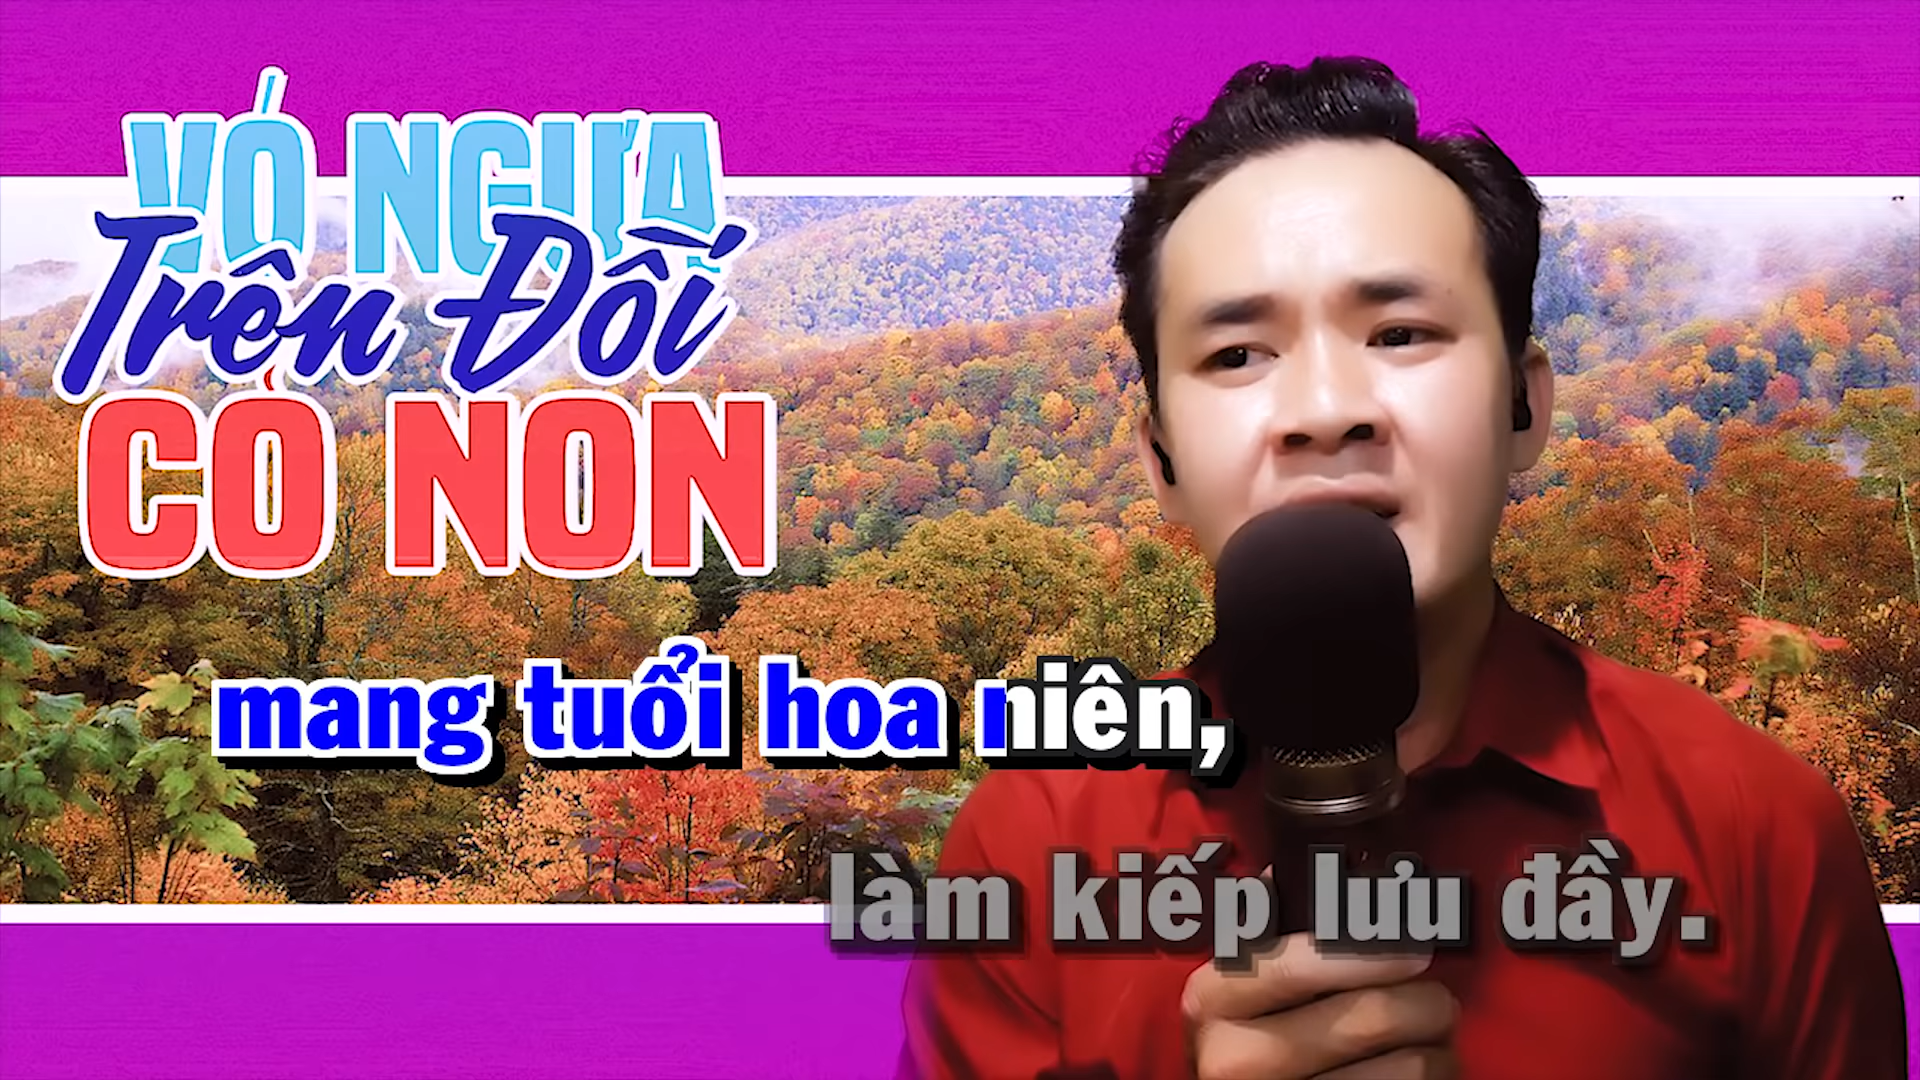 VÓ NGỰA
Trên Đồi
CỎ NON
mang tuổi hoa niên,
làm kiếp lưu đầy.